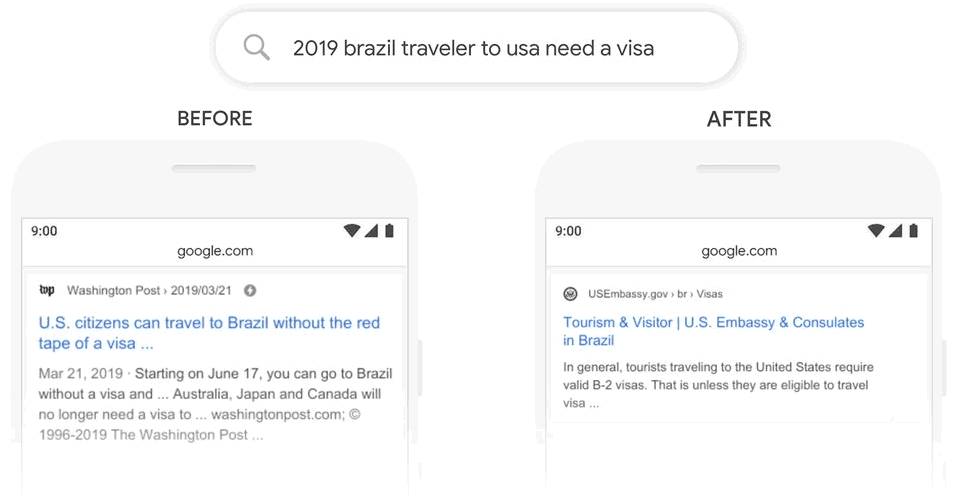 2019 brazil traveler to usa need a visa
BEFORE
9:00
google.com
wp Washington Post › 2019/03/21
U.S. citizens can travel to Brazil without the red
tape of a visa ...
Mar 21, 2019 · Starting on June 17, you can go to Brazil
without a visa and ... Australia, Japan and Canada will
no longer need a visa to ... washingtonpost.com; ©
1996-2019 The Washington Post ...
AFTER
9:00
google.com
USEmbassy.gov › br › Visas
Tourism & Visitor | U.S. Embassy & Consulates
in Brazil
In general, tourists traveling to the United States require
valid B-2 visas. That is unless they are eligible to travel
visa ...